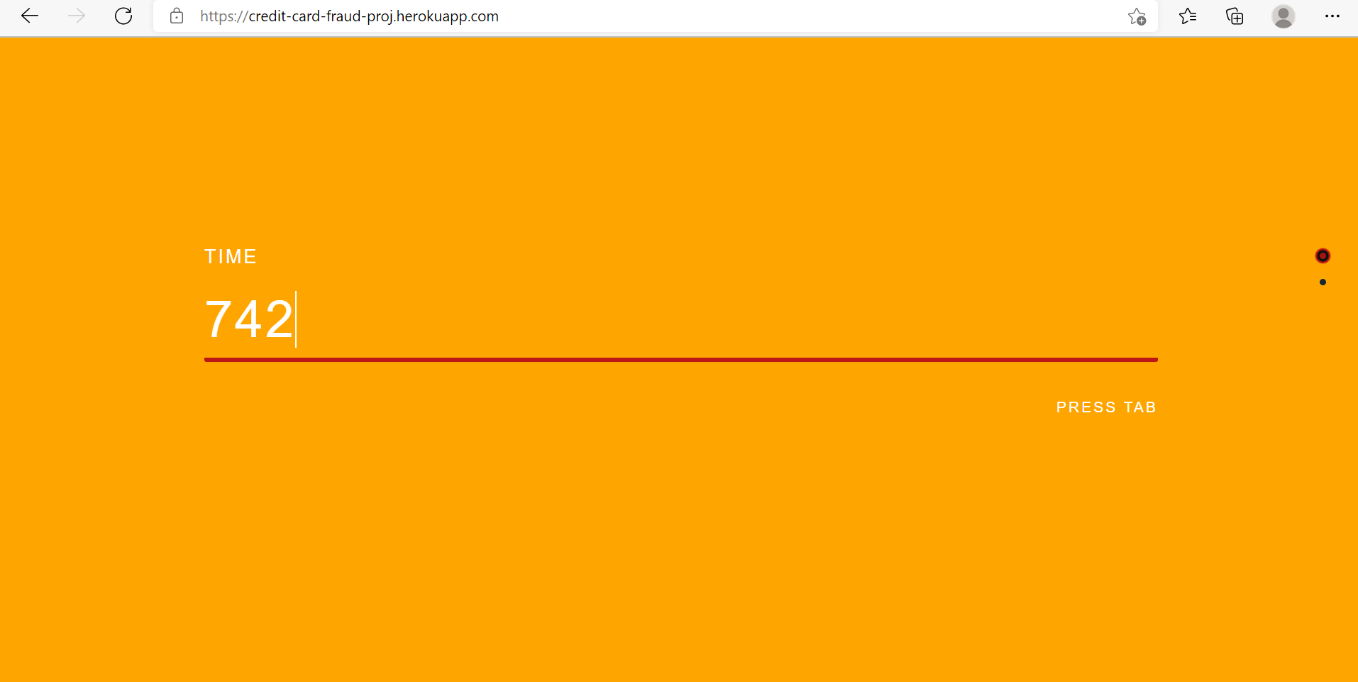 https://credit-card-fraud-proj.herokuapp.com
TIME
742
PRESS TAB